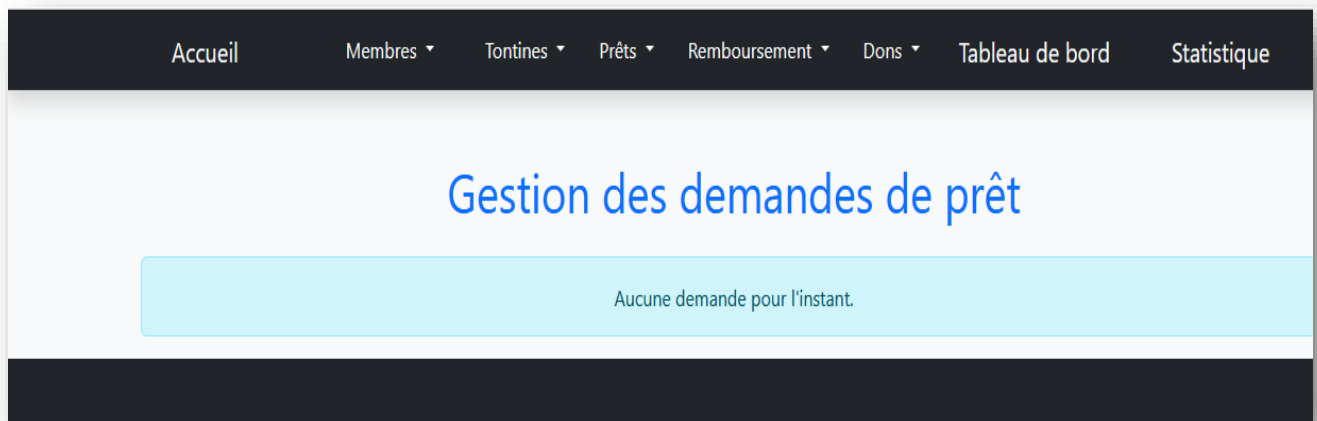 Accueil Membres Tontines Prêts Remboursement Dons Tableau de bord Statistique
Gestion des demandes de prêt
Aucune demande pour l'instant.